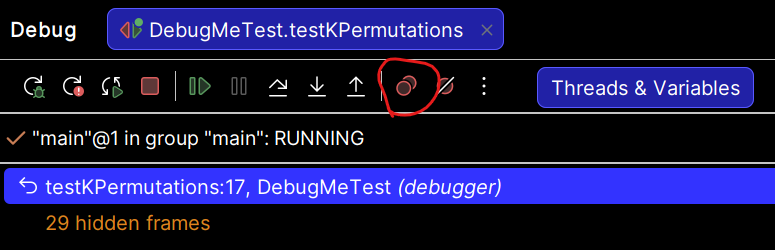 Debug DebugMeTest.testKPermutations
Threads & Variables
"main"@1 in group "main": RUNNING
testKPermutations:17, DebugMeTest (debugger)
29 hidden frames